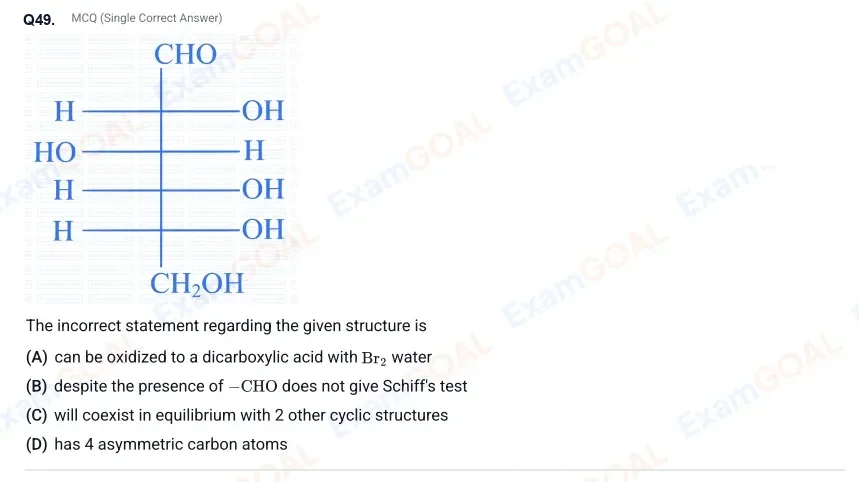 Q49. MCQ (Single Correct Answer)
CHO
H OH
HO H
H OH
H OH
CH₂OH
The incorrect statement regarding the given structure is
(A) can be oxidized to a dicarboxylic acid with Br₂ water
(B) despite the presence of −CHO does not give Schiff's test
(C) will coexist in equilibrium with 2 other cyclic structures
(D) has 4 asymmetric carbon atoms
ExamGOAL